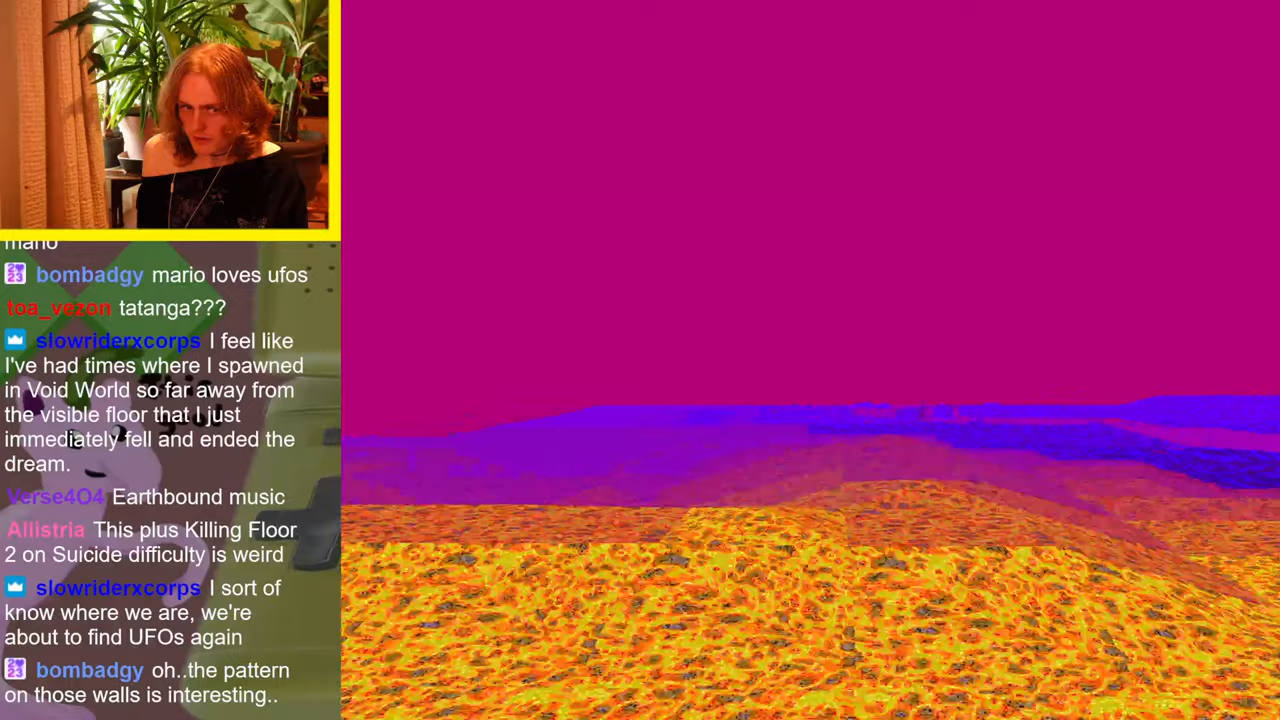 mario
bombadgy mario loves ufos
toa_vezon tatanga???
slowriderxcorps I feel like
I've had times where I spawned
in Void World so far away from
the visible floor that I just
immediately fell and ended the
dream.
Verse4O4 Earthbound music
Allistria This plus Killing Floor
2 on Suicide difficulty is weird
slowriderxcorps I sort of
know where we are, we're
about to find UFOs again
bombadgy oh..the pattern
on those walls is interesting..